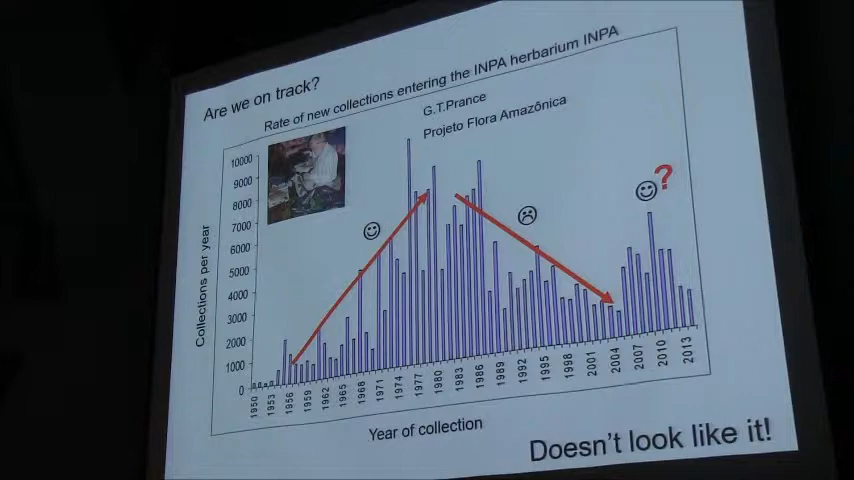 Are we on track?
Rate of new collections entering the INPA herbarium INPA
G.T.Prance
Projeto Flora Amazônica
?
Collections per year
10000
9000
8000
7000
6000
5000
4000
3000
2000
1000
0
1950 1953 1956 1959 1962 1965 1968 1971 1974 1977 1980 1983 1986 1989 1992 1995 1998 2001 2004 2007 2010 2013
Year of collection
Doesn't look like it!